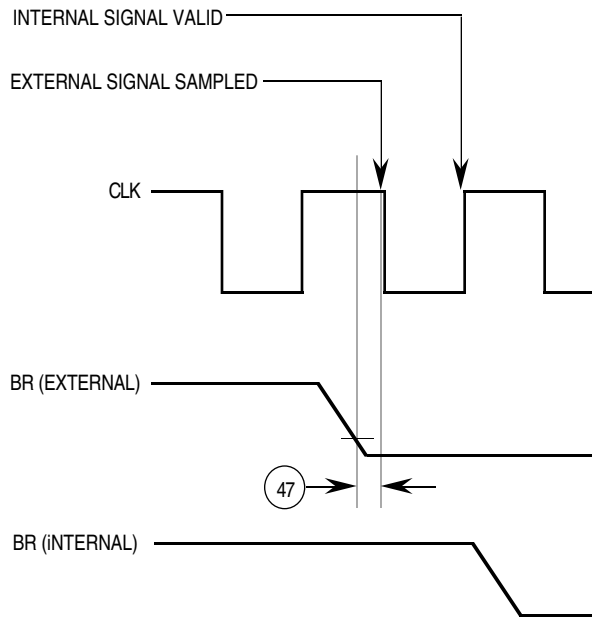 INTERNAL SIGNAL VALID
EXTERNAL SIGNAL SAMPLED
CLK
BR (EXTERNAL)
47
BR (iNTERNAL)